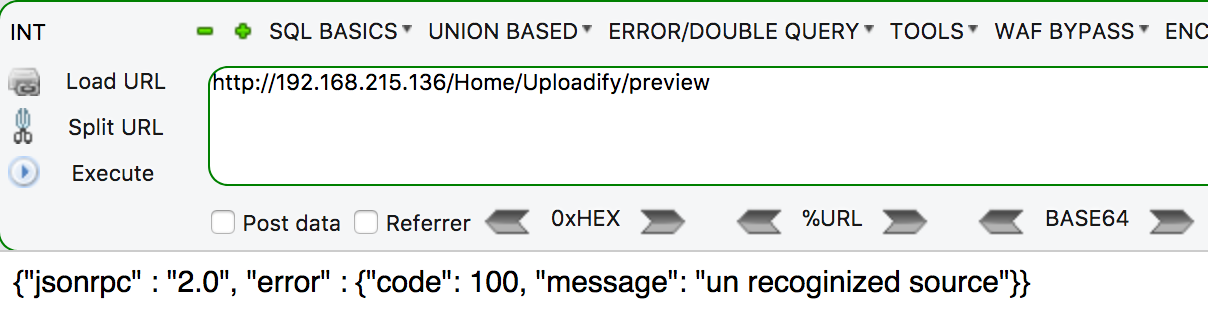 INT SQL BASICS UNION BASED ERROR/DOUBLE QUERY TOOLS WAF BYPASS ENC
Load URL http://192.168.215.136/Home/Uploadify/preview
Split URL
Execute
Post data Referrer 0xHEX %URL BASE64
{"jsonrpc" : "2.0", "error" : {"code": 100, "message": "un recoginized source"}}